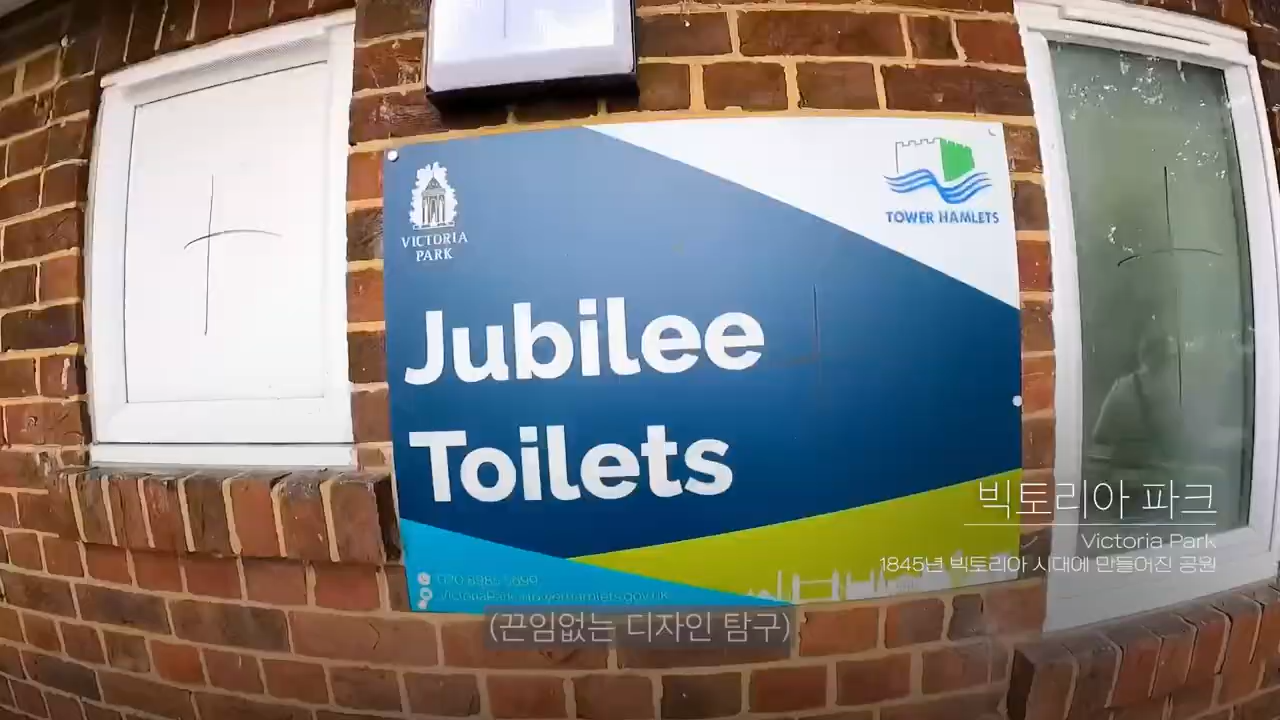 VICTORIA
PARK
TOWER HAMLETS
Jubilee
Toilets
빅토리아 파크
Victoria Park
1845년 빅토리아 시대에 만들어진 공원
(끈임없는 디자인 탐구)